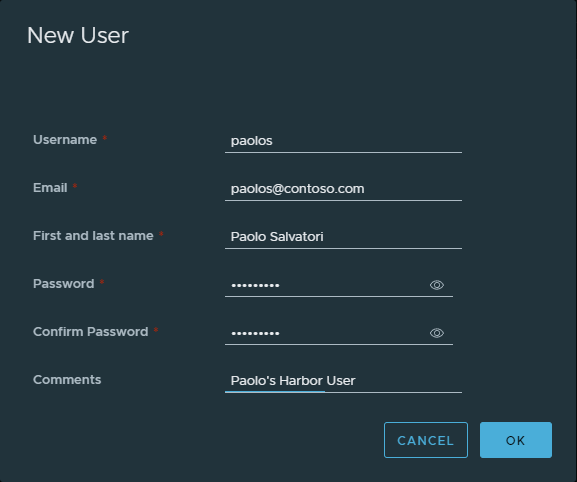 New User
Username *
paolos
Email *
paolos@contoso.com
First and last name *
Paolo Salvatori
Password *
•••••••••
Confirm Password *
•••••••••
Comments
Paolo's Harbor User
CANCEL
OK